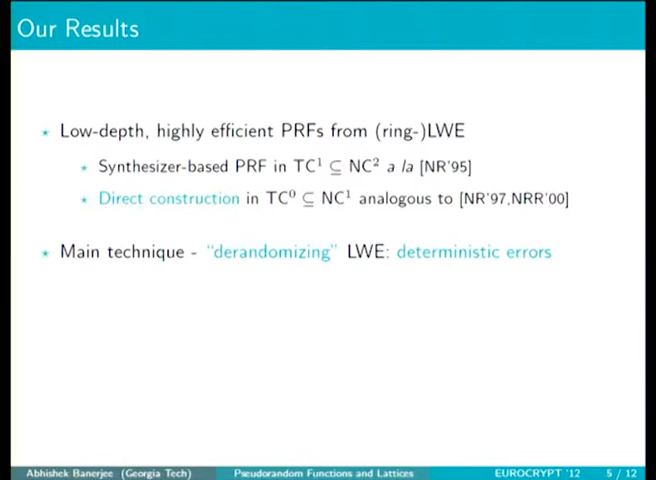 Our Results
⋆ Low-depth, highly efficient PRFs from (ring-)LWE
⋆ Synthesizer-based PRF in TC¹ ⊆ NC² a la [NR'95]
⋆ Direct construction in TC⁰ ⊆ NC¹ analogous to [NR'97,NRR'00]
⋆ Main technique - "derandomizing" LWE: deterministic errors
Abhishek Banerjee (Georgia Tech) Pseudorandom Functions and Lattices EUROCRYPT '12 5 / 12